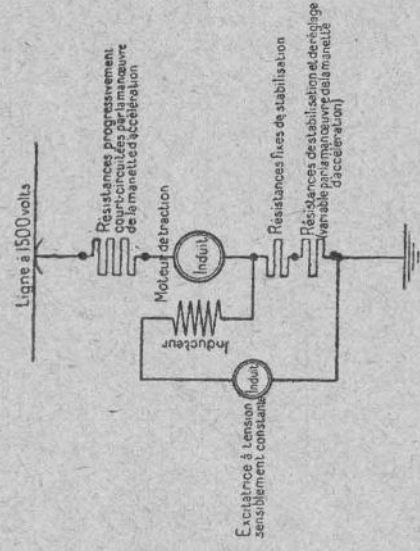 Ligne à 1500 volts
Résistances progressivement
court-circuitées par la manœuvre
de la manette d'accélération
Moteur de traction
Induit
Inducteur
Résistances fixes de stabilisation
Résistances de stabilisation et de réglage
(variable par la manœuvre de la manette
d'accélération)
Excitatrice à tension
sensiblement constante
Induit